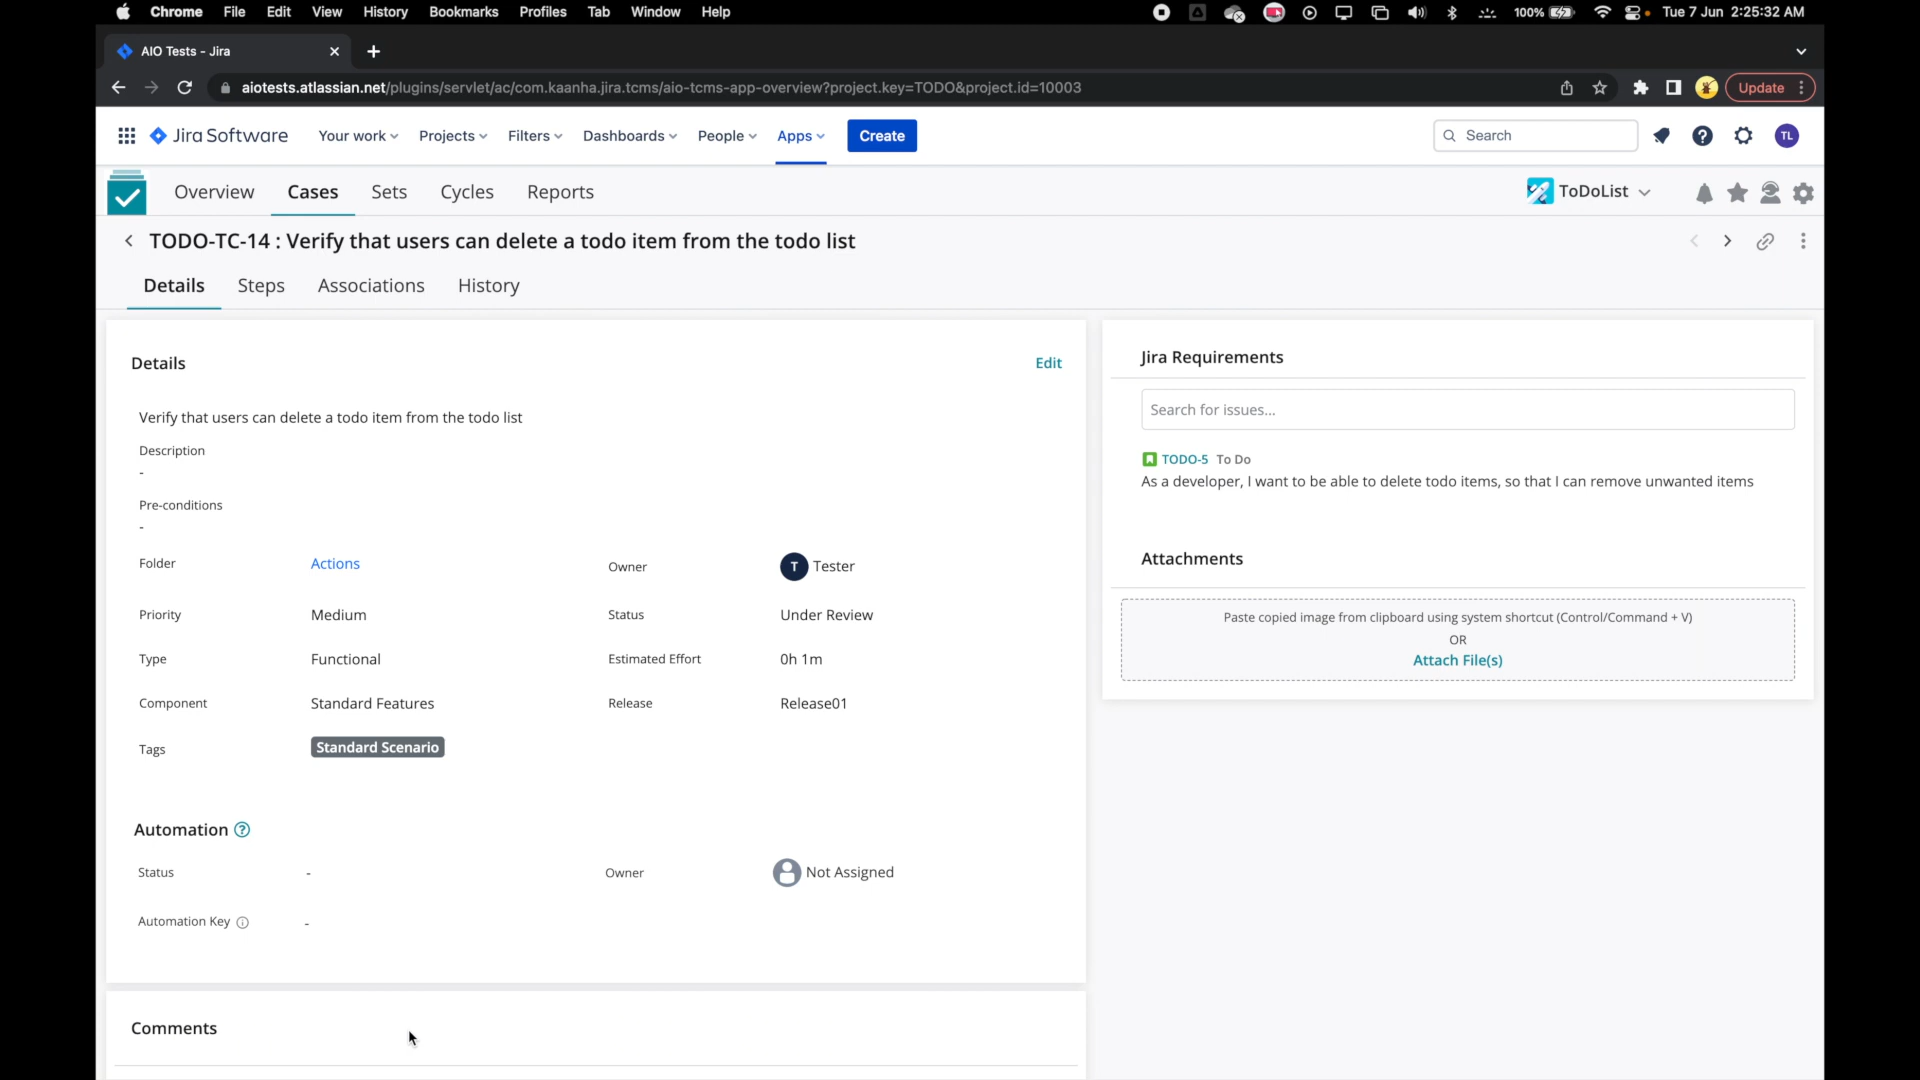 Chrome File Edit View History Bookmarks Profiles Tab Window Help 100% Tue 7 Jun 2:25:32 AM
AIO Tests - Jira
aiotests.atlassian.net/plugins/servlet/ac/com.kaanha.jira.tcms/aio-tcms-app-overview?project.key=TODO&project.id=10003 Update
Jira Software Your work Projects Filters Dashboards People Apps Create Search TL
Overview Cases Sets Cycles Reports ToDoList
TODO-TC-14 : Verify that users can delete a todo item from the todo list
Details Steps Associations History
Details Edit
Verify that users can delete a todo item from the todo list
Description
-
Pre-conditions
-
Folder Actions Owner T Tester
Priority Medium Status Under Review
Type Functional Estimated Effort 0h 1m
Component Standard Features Release Release01
Tags Standard Scenario
Automation ?
Status - Owner Not Assigned
Automation Key -
Comments
Jira Requirements
Search for issues...
TODO-5 To Do
As a developer, I want to be able to delete todo items, so that I can remove unwanted items
Attachments
Paste copied image from clipboard using system shortcut (Control/Command + V)
OR
Attach File(s)